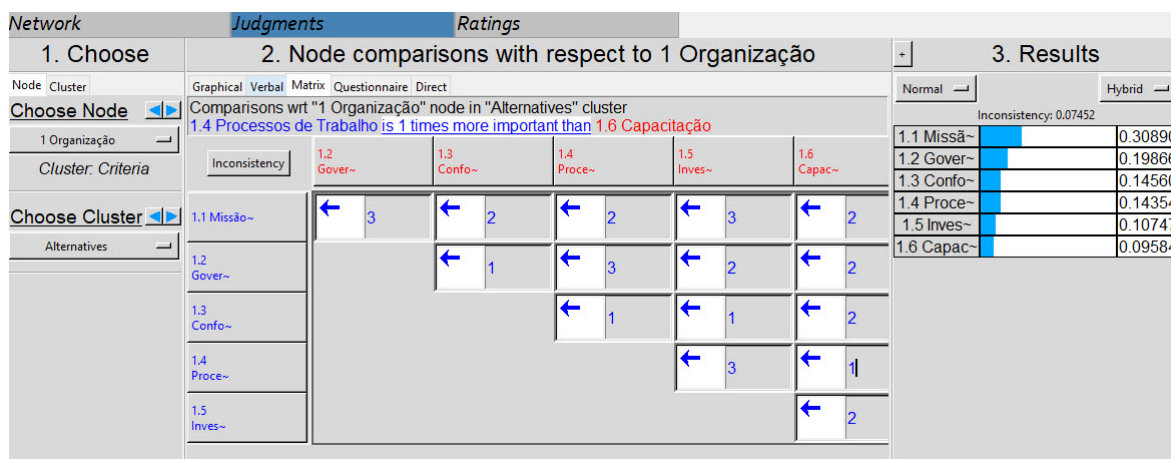 Network Judgments Ratings
1. Choose
2. Node comparisons with respect to 1 Organização
+ 3. Results
Node Cluster
Graphical Verbal Matrix Questionnaire Direct
Normal Hybrid
Choose Node
Comparisons wrt "1 Organização" node in "Alternatives" cluster
1.4 Processos de Trabalho is 1 times more important than 1.6 Capacitação
Inconsistency: 0.07452
1 Organização
Cluster: Criteria
Choose Cluster
Alternatives
Inconsistency
1.2 Gover~
1.3 Confo~
1.4 Proce~
1.5 Inves~
1.6 Capac~
1.1 Missão~ 3 2 2 3 2
1.2 Gover~ 1 3 2 2
1.3 Confo~ 1 1 2
1.4 Proce~ 3 1
1.5 Inves~ 2
1.1 Missã~ 0.30890
1.2 Gover~ 0.19866
1.3 Confo~ 0.14560
1.4 Proce~ 0.14354
1.5 Inves~ 0.10747
1.6 Capac~ 0.09584